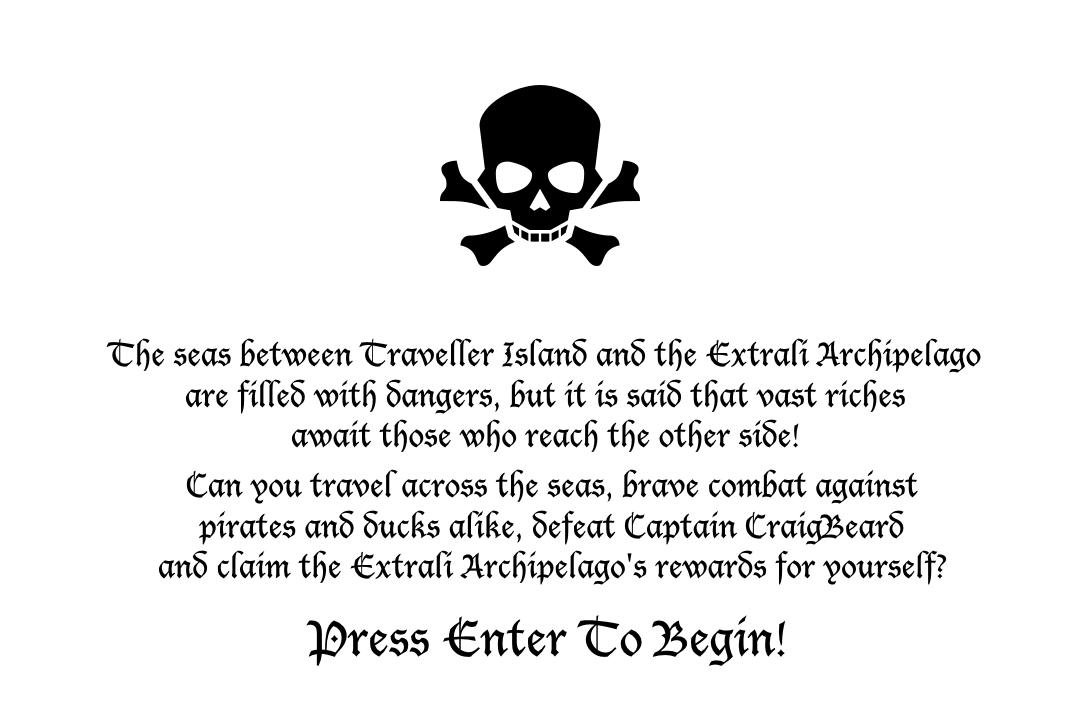 The seas between Traveller Island and the Extrali Archipelago
are filled with dangers, but it is said that vast riches
await those who reach the other side!
Can you travel across the seas, brave combat against
pirates and ducks alike, defeat Captain CraigBeard
and claim the Extrali Archipelago's rewards for yourself?
Press Enter To Begin!